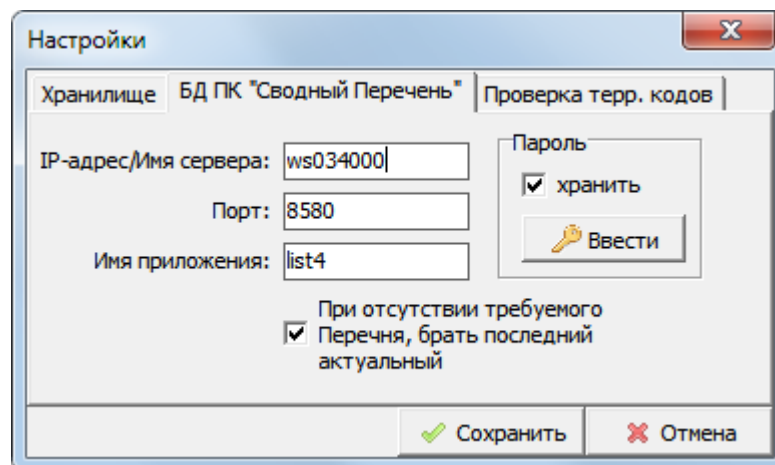 Настройки
Хранилище БД ПК "Сводный Перечень" Проверка терр. кодов
IP-адрес/Имя сервера: ws034000
Порт: 8580
Имя приложения: list4
Пароль
хранить
Ввести
При отсутствии требуемого
Перечня, брать последний
актуальный
Сохранить Отмена